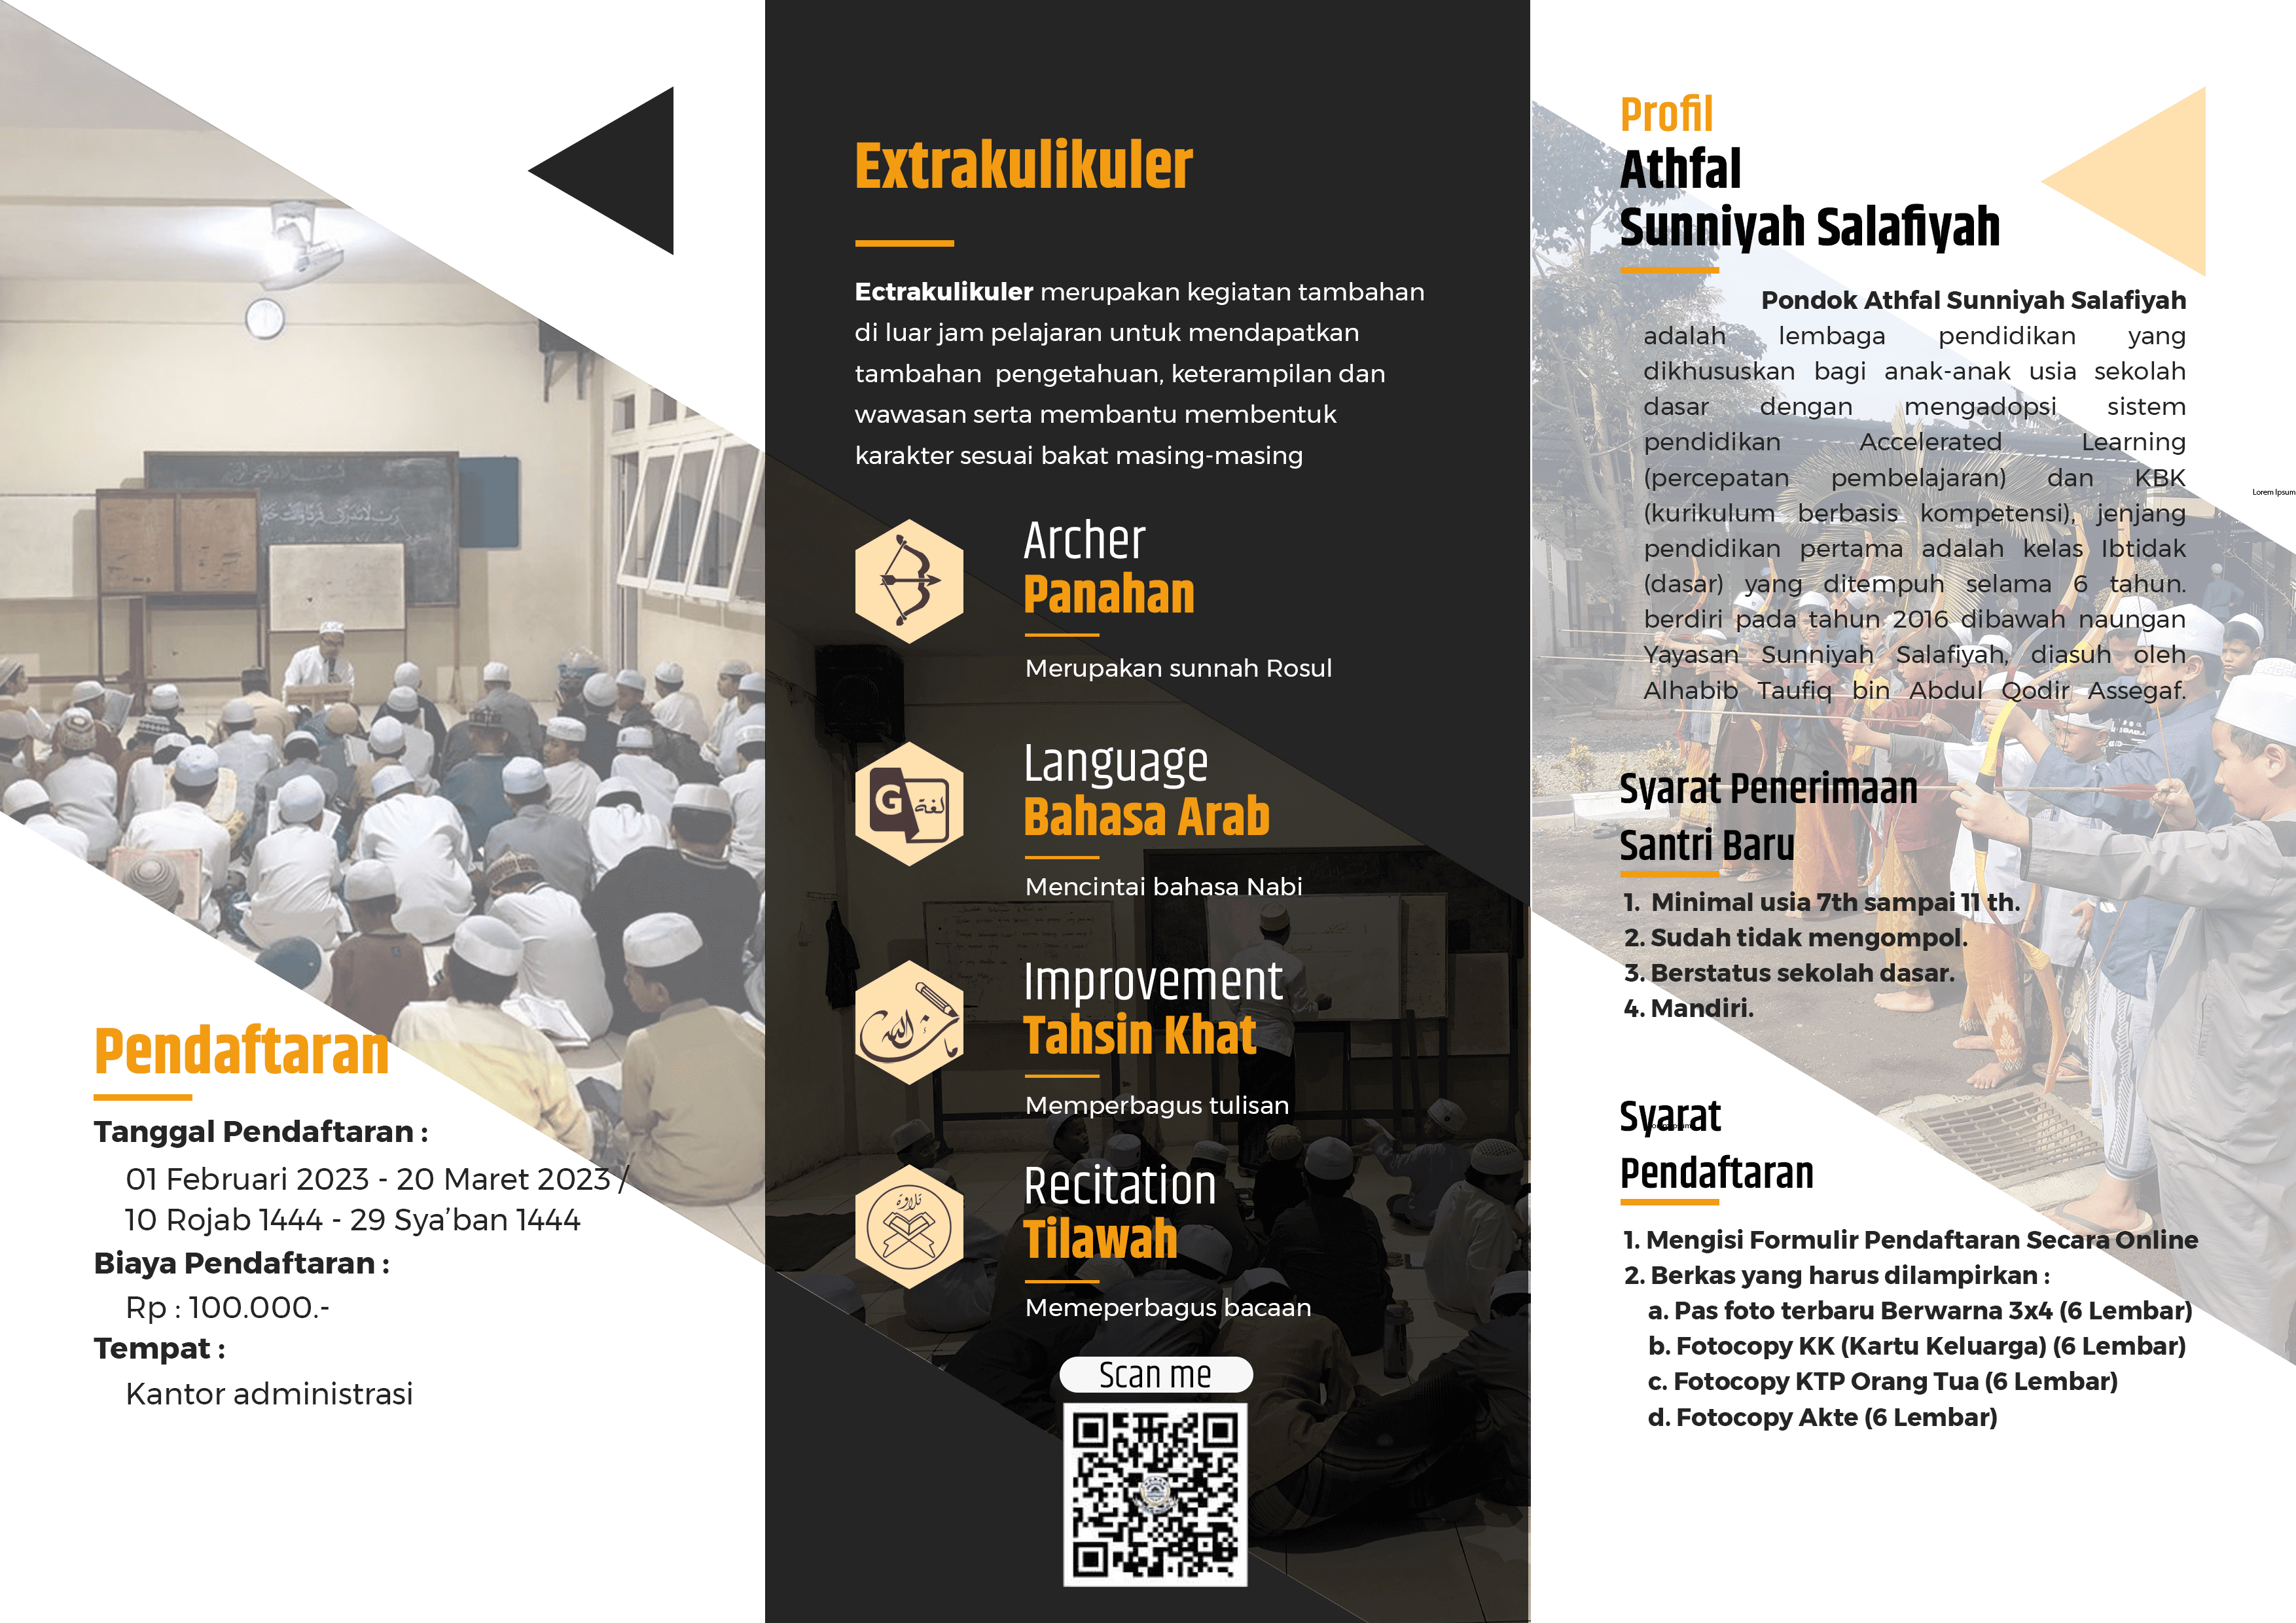 Pendaftaran
Tanggal Pendaftaran :
01 Februari 2023 - 20 Maret 2023 /
10 Rojab 1444 - 29 Sya’ban 1444
Biaya Pendaftaran :
Rp : 100.000.-
Tempat :
Kantor administrasi
Extrakulikuler
Ectrakulikuler merupakan kegiatan tambahan
di luar jam pelajaran untuk mendapatkan
tambahan pengetahuan, keterampilan dan
wawasan serta membantu membentuk
karakter sesuai bakat masing-masing
Archer
Panahan
Merupakan sunnah Rosul
G لغة
Language
Bahasa Arab
Mencintai bahasa Nabi
Improvement
Tahsin Khat
Memperbagus tulisan
تلاوة
Recitation
Tilawah
Memeperbagus bacaan
Scan me
Profil
Athfal
Sunniyah Salafiyah
Pondok Athfal Sunniyah Salafiyah
adalah lembaga pendidikan yang
dikhususkan bagi anak-anak usia sekolah
dasar dengan mengadopsi sistem
pendidikan Accelerated Learning
(percepatan pembelajaran) dan KBK
(kurikulum berbasis kompetensi), jenjang
pendidikan pertama adalah kelas Ibtidak
(dasar) yang ditempuh selama 6 tahun.
berdiri pada tahun 2016 dibawah naungan
Yayasan Sunniyah Salafiyah, diasuh oleh
Alhabib Taufiq bin Abdul Qodir Assegaf.
Lorem Ipsum
Syarat Penerimaan
Santri Baru
1. Minimal usia 7th sampai 11 th.
2. Sudah tidak mengompol.
3. Berstatus sekolah dasar.
4. Mandiri.
Syarat
Pendaftaran
1. Mengisi Formulir Pendaftaran Secara Online
2. Berkas yang harus dilampirkan :
a. Pas foto terbaru Berwarna 3x4 (6 Lembar)
b. Fotocopy KK (Kartu Keluarga) (6 Lembar)
c. Fotocopy KTP Orang Tua (6 Lembar)
d. Fotocopy Akte (6 Lembar)